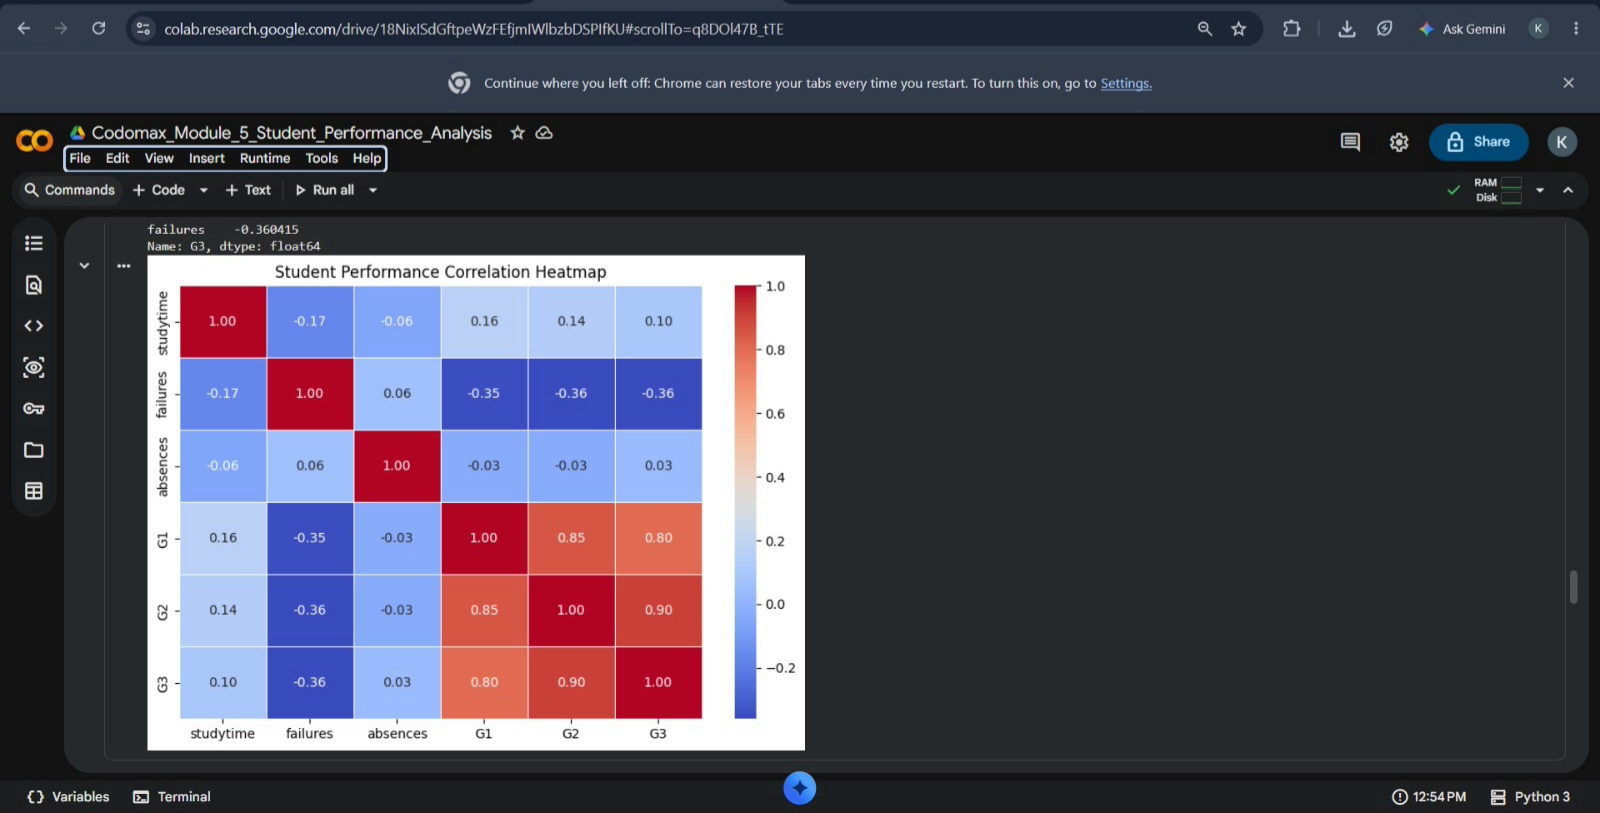 colab.research.google.com/drive/18NixISdGftpeWzFEfjmIWlbzbDSPIfKU#scrollTo=q8DOl47B_tTE
Ask Gemini
K
Continue where you left off: Chrome can restore your tabs every time you restart. To turn this on, go to Settings.
Codomax_Module_5_Student_Performance_Analysis
File Edit View Insert Runtime Tools Help
Share
K
Commands + Code + Text Run all
RAM
Disk
failures -0.360415
Name: G3, dtype: float64
Student Performance Correlation Heatmap
studytime 1.00 -0.17 -0.06 0.16 0.14 0.10
failures -0.17 1.00 0.06 -0.35 -0.36 -0.36
absences -0.06 0.06 1.00 -0.03 -0.03 0.03
G1 0.16 -0.35 -0.03 1.00 0.85 0.80
G2 0.14 -0.36 -0.03 0.85 1.00 0.90
G3 0.10 -0.36 0.03 0.80 0.90 1.00
studytime failures absences G1 G2 G3
1.0
0.8
0.6
0.4
0.2
0.0
−0.2
{} Variables Terminal
12:54 PM Python 3